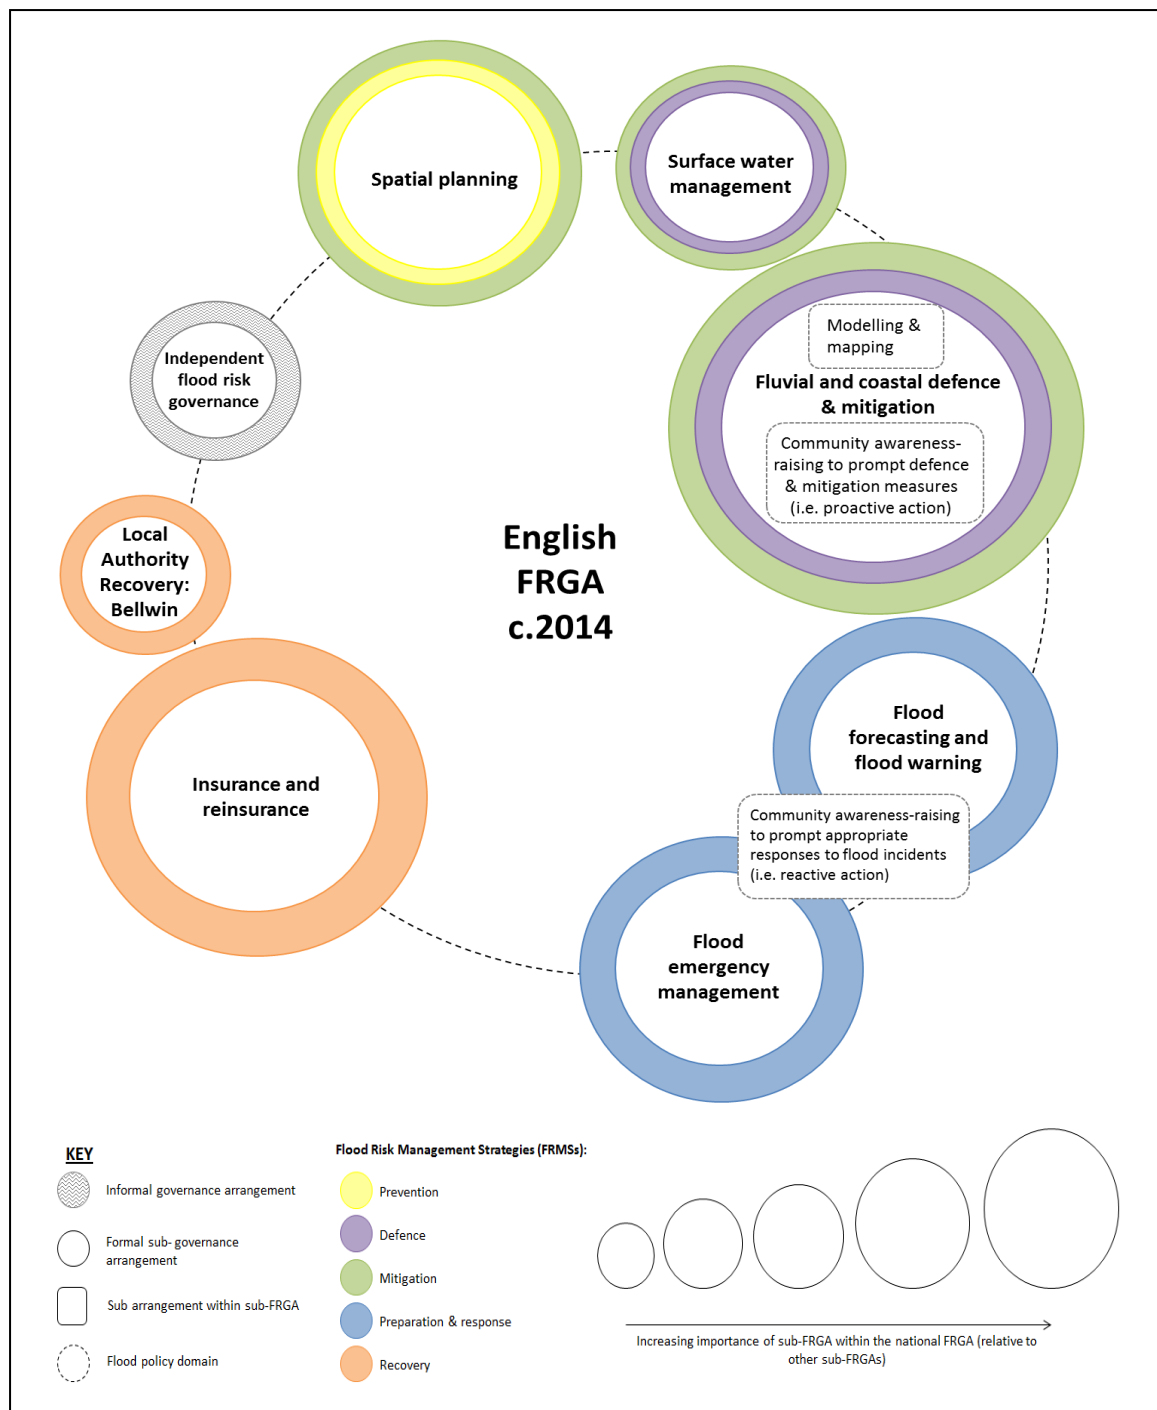 Spatial planning
Surface water
management
Modelling &
mapping
Fluvial and coastal defence
& mitigation
Community awareness-
raising to prompt defence
& mitigation measures
(i.e. proactive action)
Independent
flood risk
governance
Local
Authority
Recovery:
Bellwin
English
FRGA
c.2014
Flood
forecasting and
flood warning
Insurance and
reinsurance
Community awareness-raising
to prompt appropriate
responses to flood incidents
(i.e. reactive action)
Flood
emergency
management
KEY
Informal governance arrangement
Formal sub- governance
arrangement
Sub arrangement within sub-FRGA
Flood policy domain
Flood Risk Management Strategies (FRMSs):
Prevention
Defence
Mitigation
Preparation & response
Recovery
Increasing importance of sub-FRGA within the national FRGA (relative to
other sub-FRGAs)